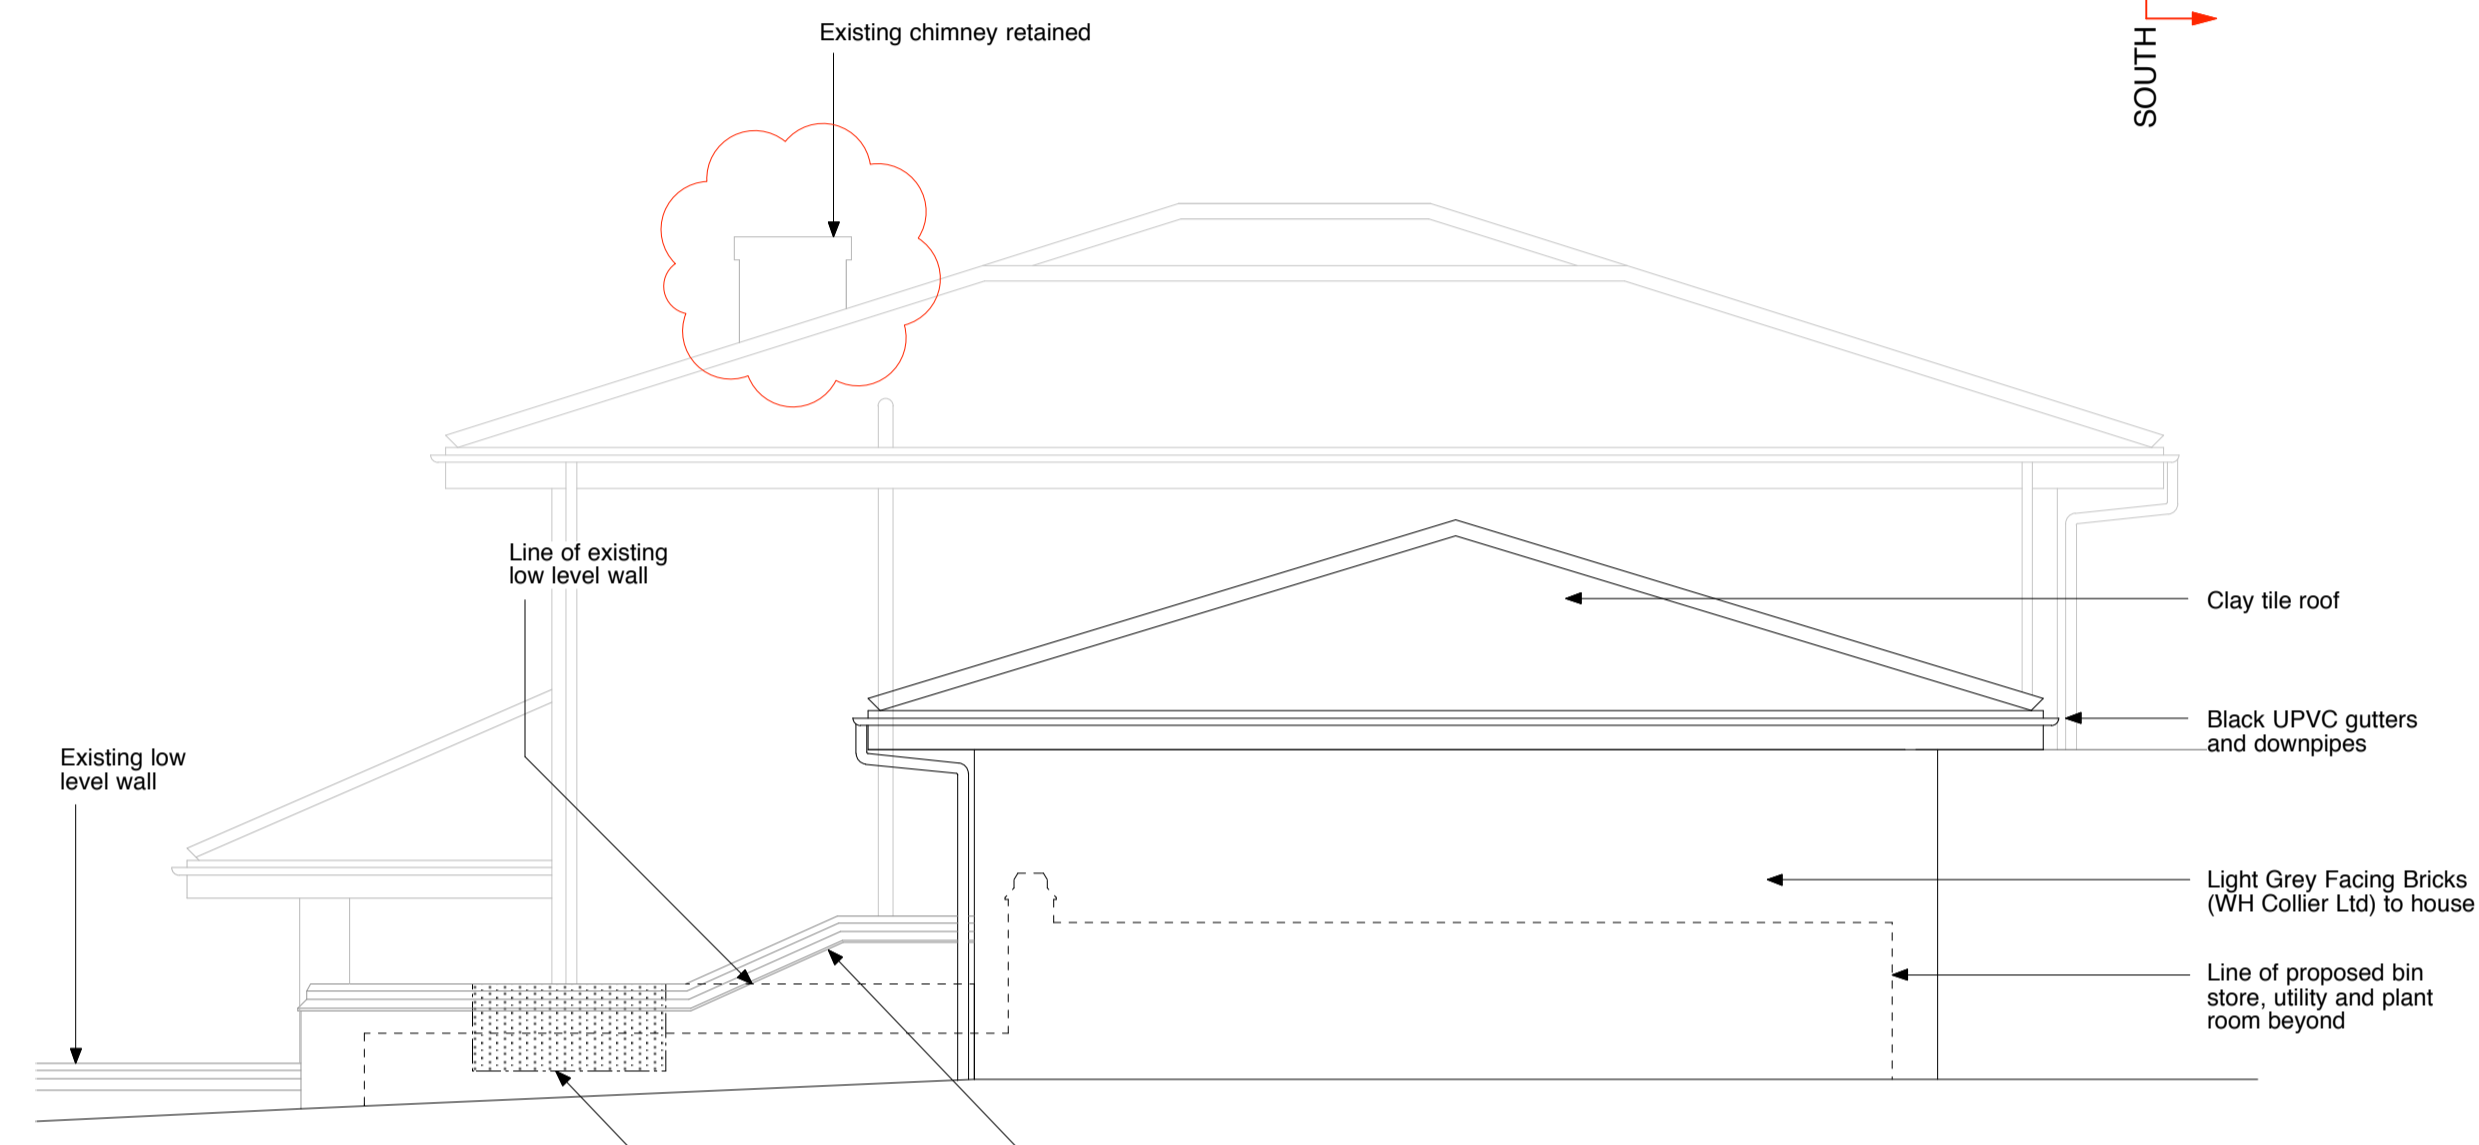 Existing chimney retained
SOUTH
Line of existing
low level wall
Clay tile roof
Black UPVC gutters
and downpipes
Existing low
level wall
Light Grey Facing Bricks
(WH Collier Ltd) to house
Line of proposed bin
store, utility and plant
room beyond